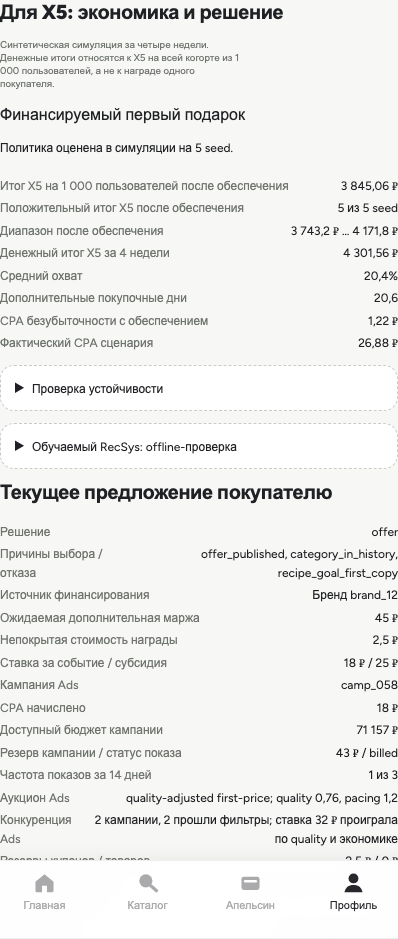 Для X5: экономика и решение
Синтетическая симуляция за четыре недели.
Денежные итоги относятся к X5 на всей когорте из 1
000 пользователей, а не к награде одного
покупателя.
Финансируемый первый подарок
Политика оценена в симуляции на 5 seed.
Итог X5 на 1 000 пользователей после обеспечения 3 845,06 ₽
Положительный итог X5 после обеспечения 5 из 5 seed
Диапазон после обеспечения 3 743,2 ₽ … 4 171,8 ₽
Денежный итог X5 за 4 недели 4 301,56 ₽
Средний охват 20,4%
Дополнительные покупочные дни 20,6
CPA безубыточности с обеспечением 1,22 ₽
Фактический CPA сценария 26,88 ₽
▶ Проверка устойчивости
▶ Обучаемый RecSys: offline-проверка
Текущее предложение покупателю
Решение offer
Причины выбора / offer_published, category_in_history,
отказа recipe_goal_first_copy
Источник финансирования Бренд brand_12
Ожидаемая дополнительная маржа 45 ₽
Непокрытая стоимость награды 2,5 ₽
Ставка за событие / субсидия 18 ₽ / 25 ₽
Кампания Ads camp_058
CPA начислено 18 ₽
Доступный бюджет кампании 71 157 ₽
Резерв кампании / статус показа 43 ₽ / billed
Частота показов за 14 дней 1 из 3
Аукцион Ads quality-adjusted first-price; quality 0,76, pacing 1,2
Конкуренция 2 кампании, 2 прошли фильтры; ставка 32 ₽ проиграла
Ads по quality и экономике
Резервы купонов / товаров 2,5 ₽ / 0 ₽
Главная Каталог Апельсин Профиль